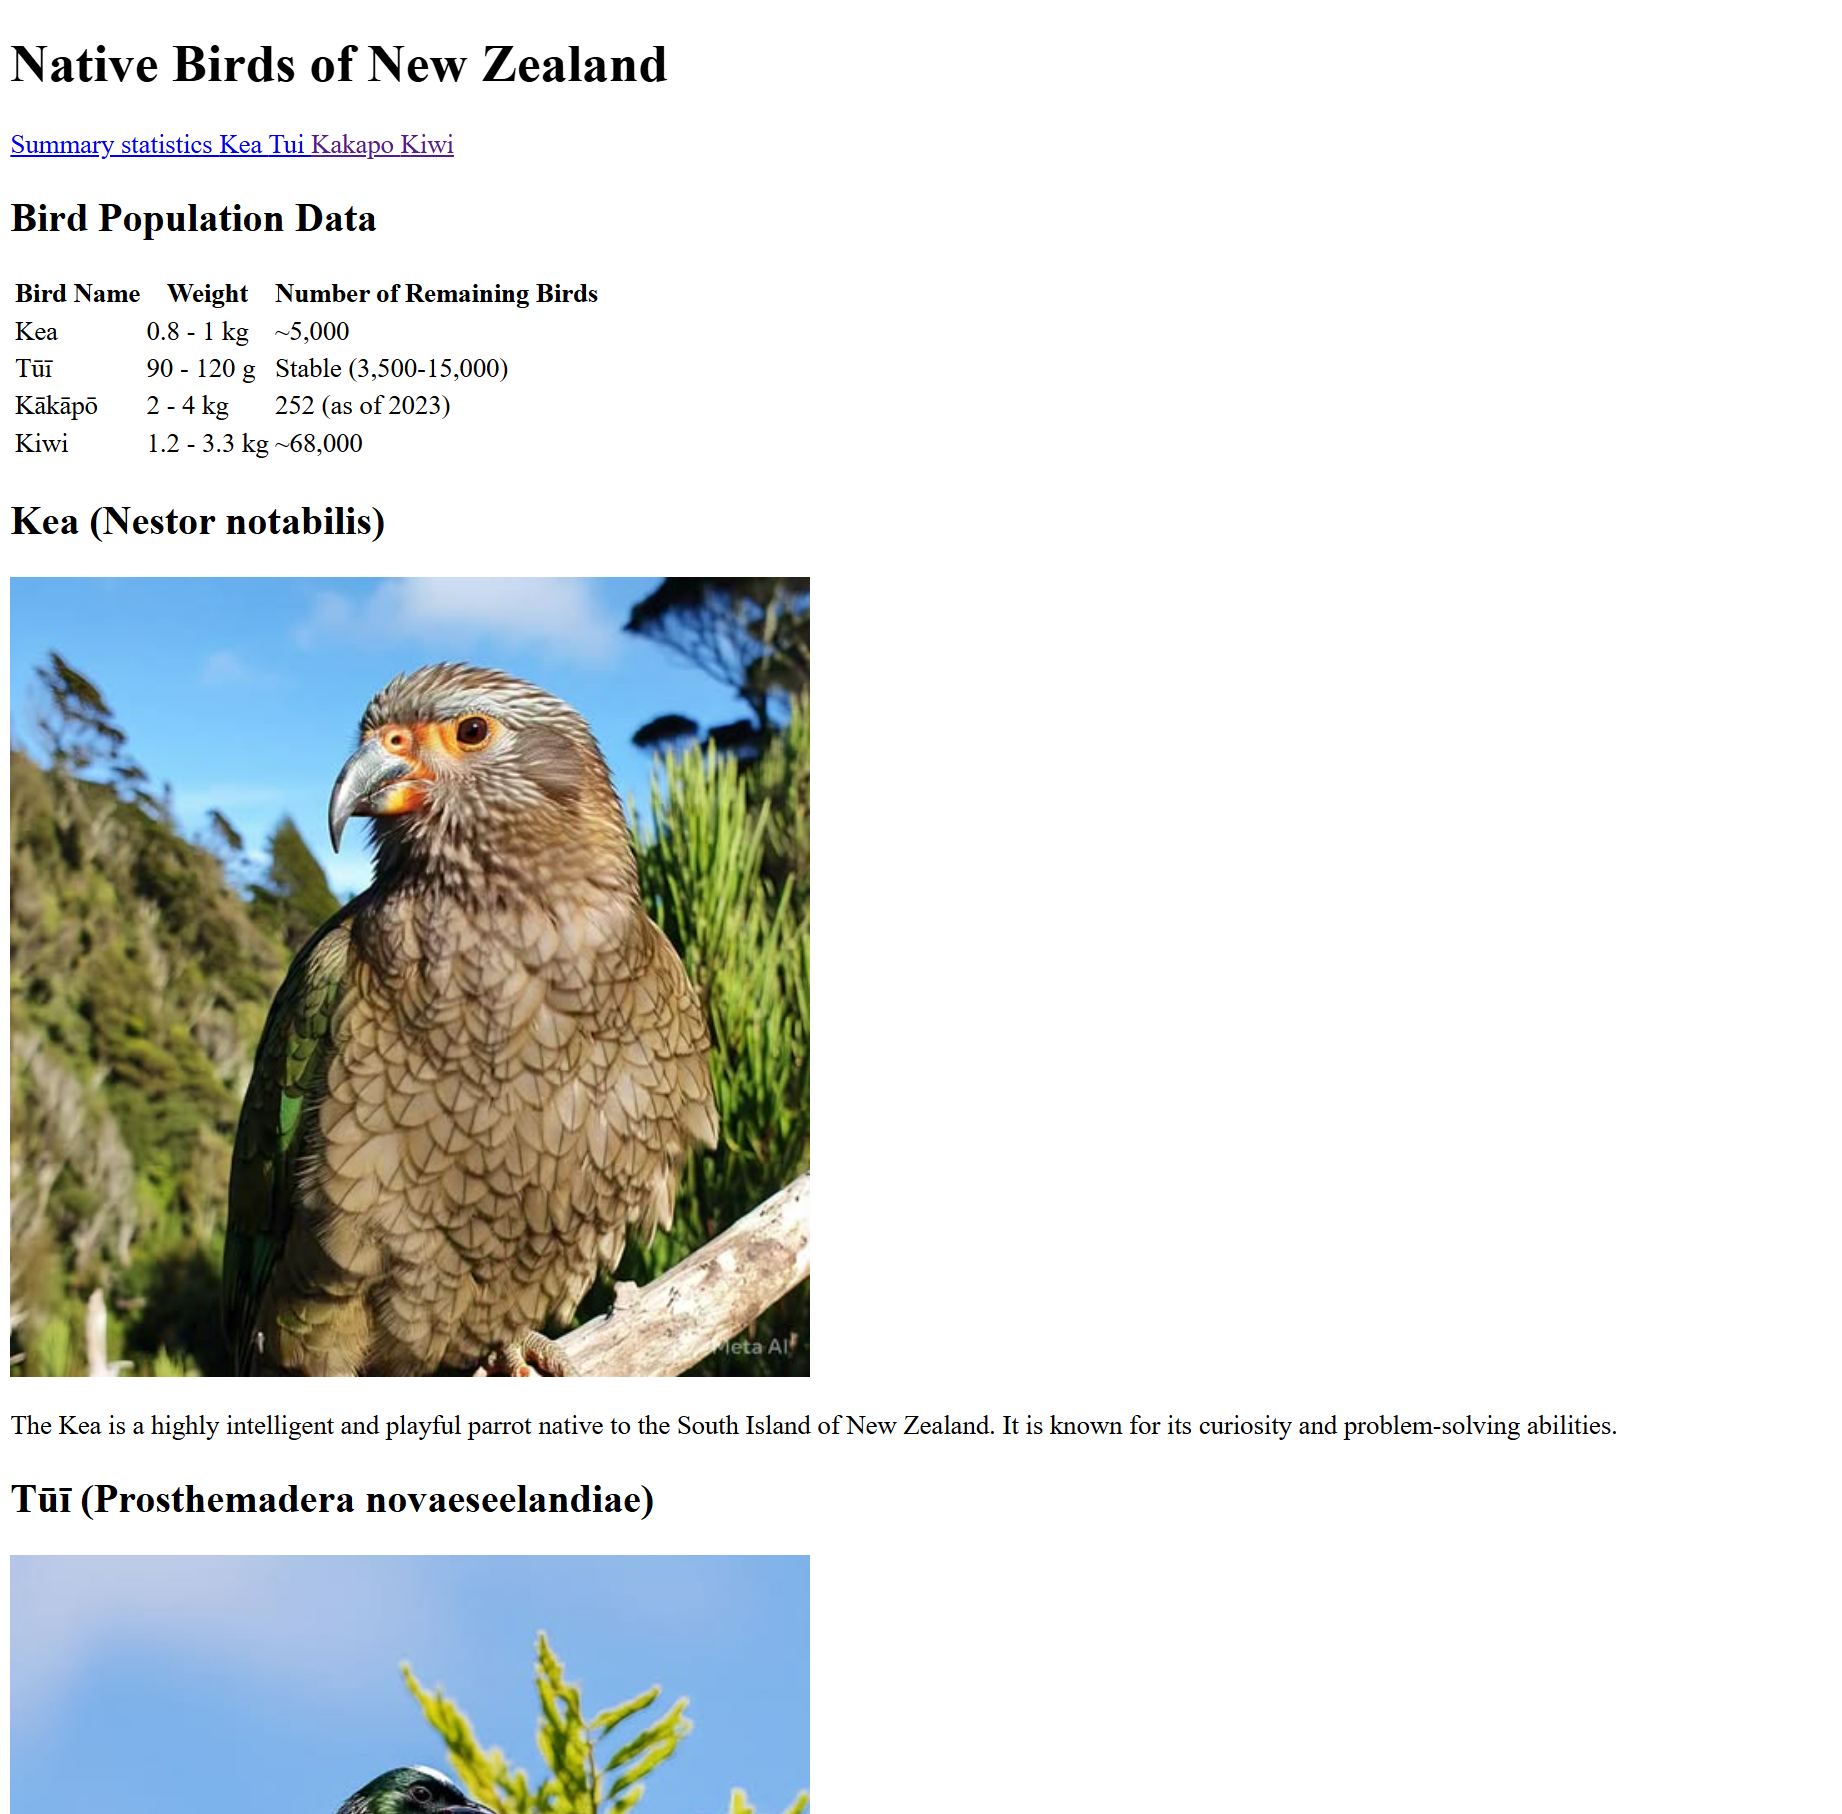 Native Birds of New Zealand
Summary statistics Kea Tui Kakapo Kiwi
Bird Population Data
Bird Name Weight Number of Remaining Birds
Kea 0.8 - 1 kg ~5,000
Tūī 90 - 120 g Stable (3,500-15,000)
Kākāpō 2 - 4 kg 252 (as of 2023)
Kiwi 1.2 - 3.3 kg ~68,000
Kea (Nestor notabilis)
Meta AI
The Kea is a highly intelligent and playful parrot native to the South Island of New Zealand. It is known for its curiosity and problem-solving abilities.
Tūī (Prosthemadera novaeseelandiae)